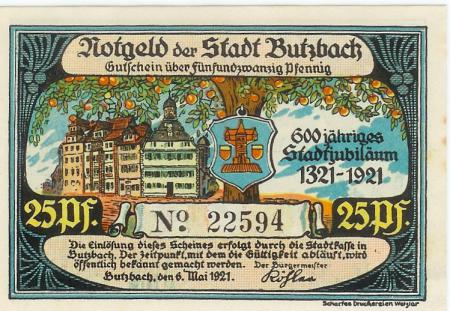 Notgeld der Stadt Butzbach
Gutschein über Fünfundzwanzig Pfennig
600 jähriges
Stadtjubiläum
1321-1921
25 Pf.
No 22594
25 Pf.
Die Einlösung dieses Scheines erfolgt durch die Stadtkasse in
Butzbach. Der Zeitpunkt, mit dem die Gültigkeit abläuft, wird
öffentlich bekannt gemacht werden.
Der Bürgermeister
Butzbach, den 6. Mai 1921.
Scharfes Druckereien Wetzlar